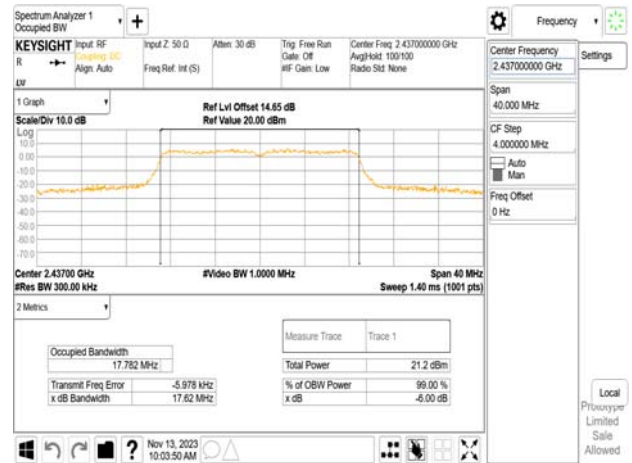 Spectrum Analyzer 1
Occupied BW
Frequency
KEYSIGHT
R
LW
Input: RF
Coupling: DC
Align: Auto
Input Z: 50 Ω
Freq Ref: Int (S)
Atten: 30 dB
Trig: Free Run
Gate: Off
#IF Gain: Low
Center Freq: 2.437000000 GHz
Avg|Hold: 100/100
Radio Std: None
1 Graph
Scale/Div 10.0 dB
Ref Lvl Offset 14.65 dB
Ref Value 20.00 dBm
Log
10.0
0.00
-10.0
-20.0
-30.0
-40.0
-50.0
-60.0
-70.0
Center 2.43700 GHz
#Res BW 300.00 kHz
#Video BW 1.0000 MHz
Span 40 MHz
Sweep 1.40 ms (1001 pts)
2 Metrics
Measure Trace
Trace 1
Occupied Bandwidth
17.782 MHz
Total Power
21.2 dBm
Transmit Freq Error
-5.978 kHz
% of OBW Power
99.00 %
x dB Bandwidth
17.62 MHz
x dB
-6.00 dB
Nov 13, 2023
10:03:50 AM
Center Frequency
2.437000000 GHz
Settings
Span
40.000 MHz
CF Step
4.000000 MHz
Auto
Man
Freq Offset
0 Hz
Local
Prototype
Limited
Sale
Allowed